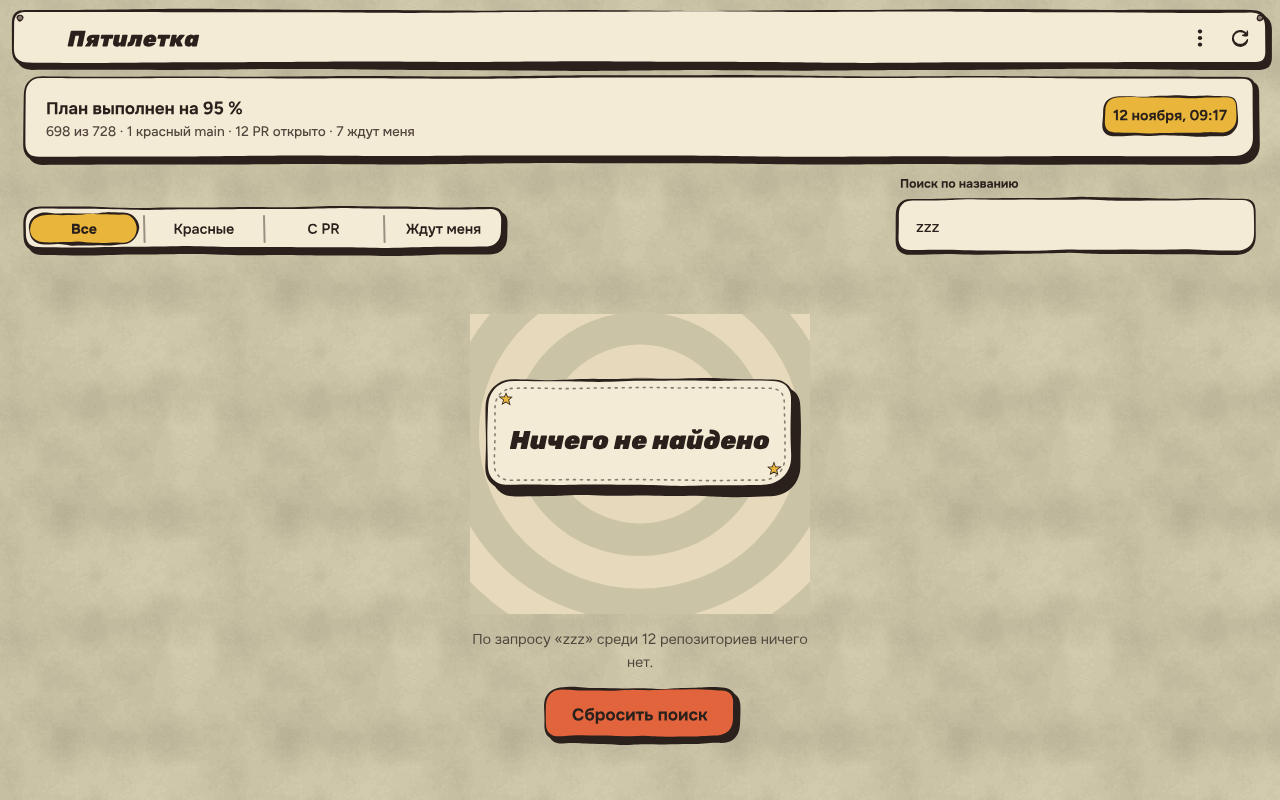 Пятилетка
План выполнен на 95 %
698 из 728 · 1 красный main · 12 PR открыто · 7 ждут меня
12 ноября, 09:17
Поиск по названию
Все
Красные
С PR
Ждут меня
zzz
Ничего не найдено
По запросу «zzz» среди 12 репозиториев ничего
нет.
Сбросить поиск